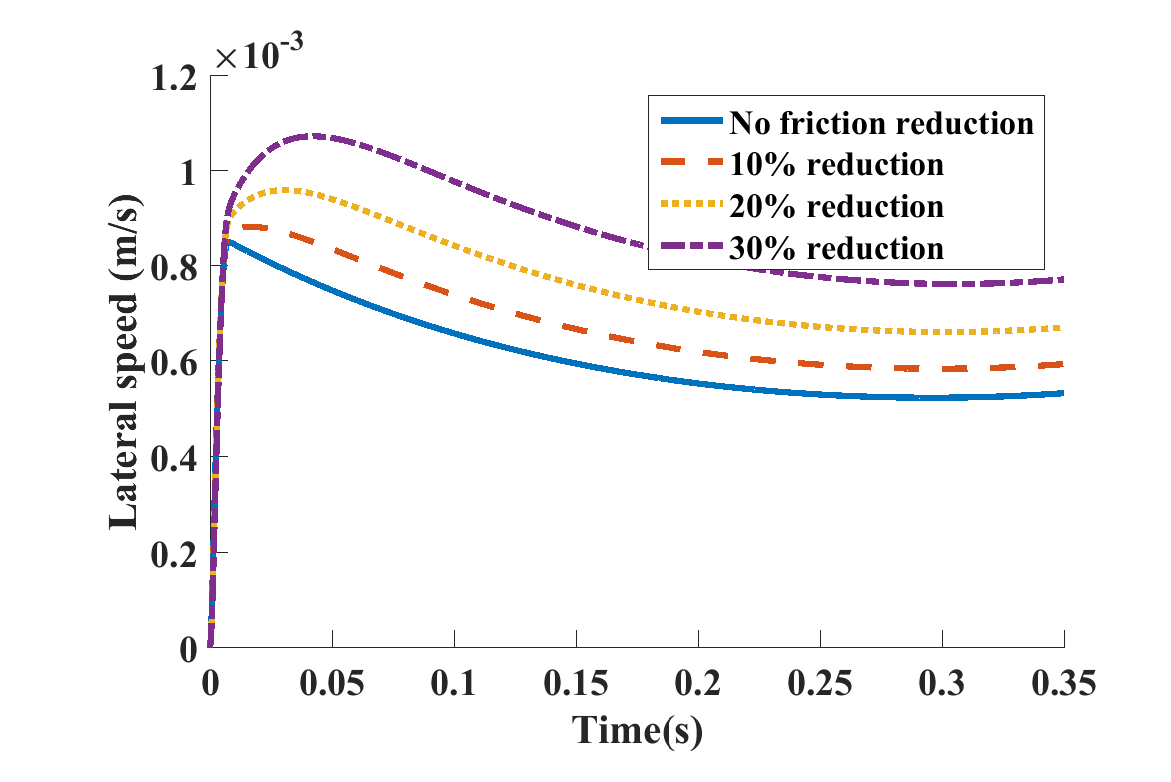 ×10-3
1.2
1
0.8
0.6
0.4
0.2
0
Lateral speed (m/s)
No friction reduction
10% reduction
20% reduction
30% reduction
0 0.05 0.1 0.15 0.2 0.25 0.3 0.35
Time(s)